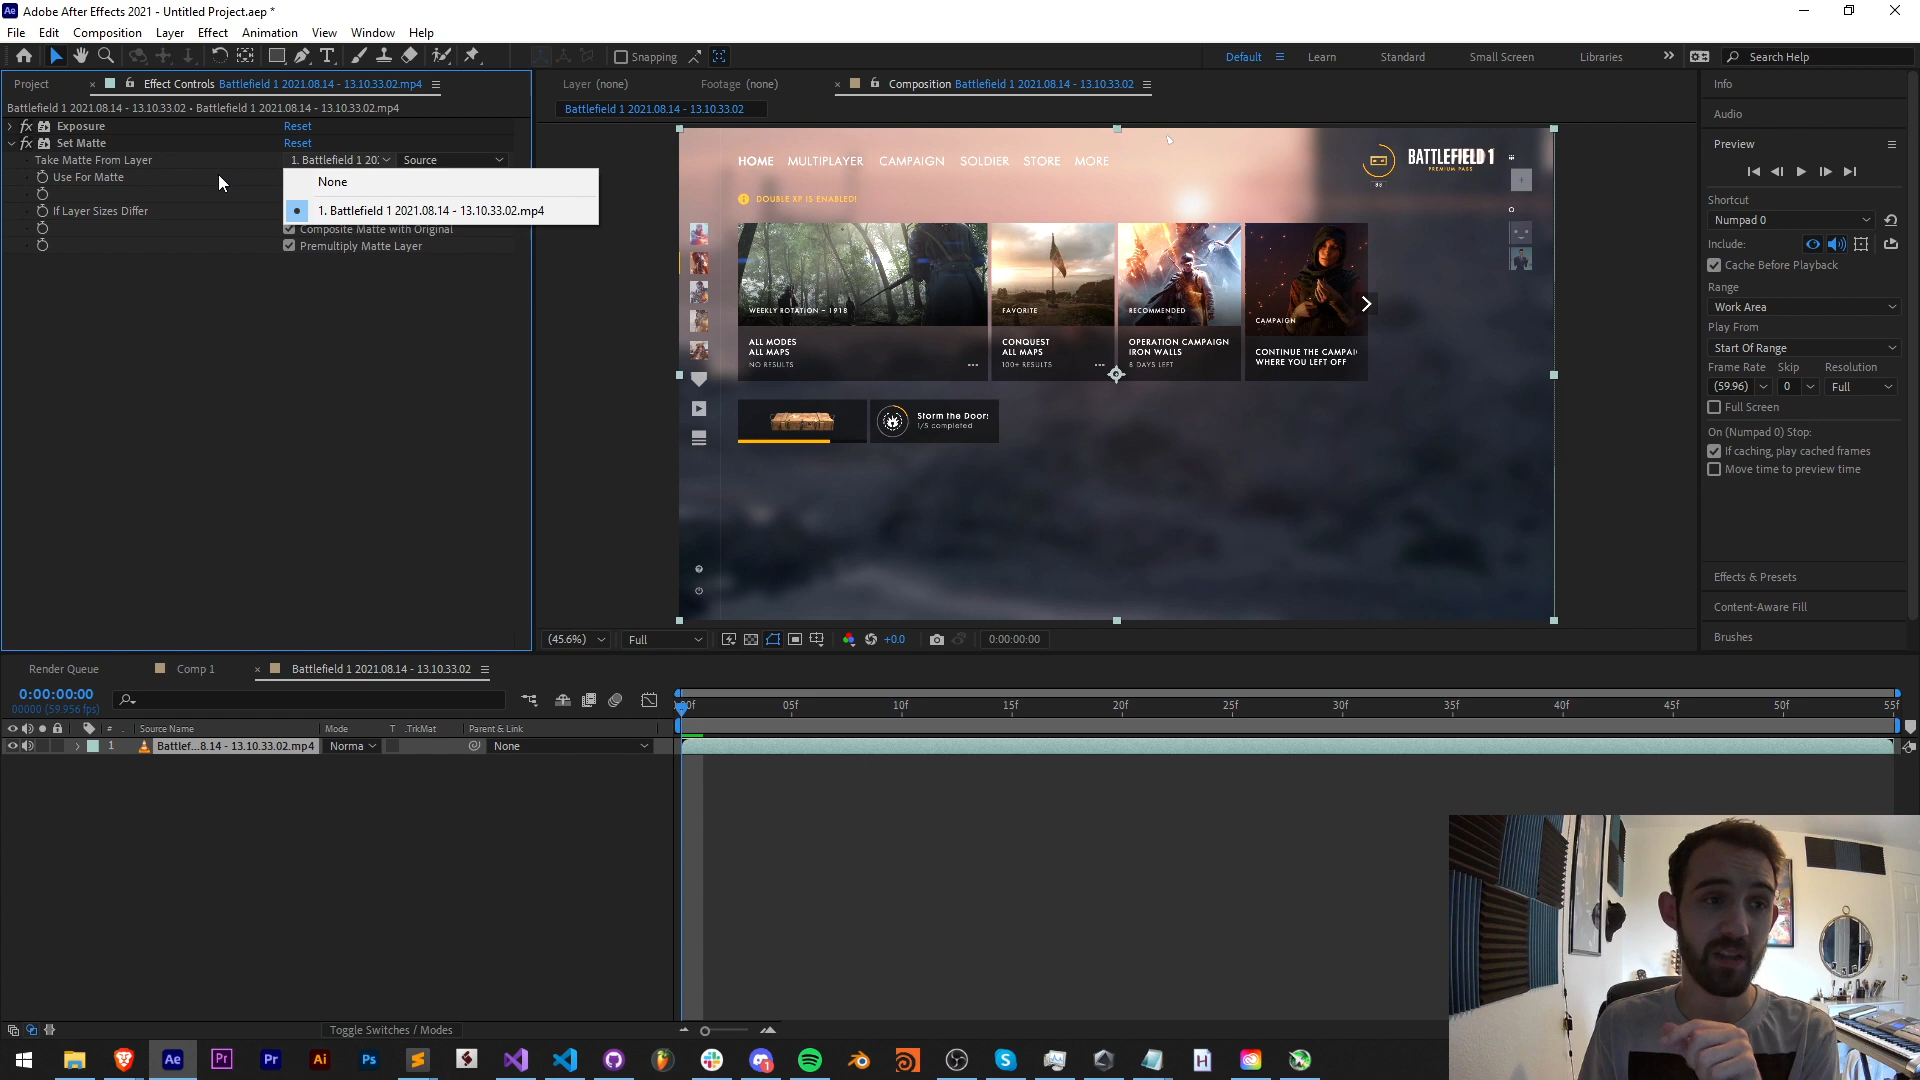 Adobe After Effects 2021 - Untitled Project.aep *
File Edit Composition Layer Effect Animation View Window Help
Snapping Default Learn Standard Small Screen Libraries Search Help
Project Effect Controls Battlefield 1 2021.08.14 - 13.10.33.02.mp4
Battlefield 1 2021.08.14 - 13.10.33.02 • Battlefield 1 2021.08.14 - 13.10.33.02.mp4
Exposure Reset
Set Matte Reset
Take Matte From Layer 1. Battlefield 1 20 Source
Use For Matte
None
1. Battlefield 1 2021.08.14 - 13.10.33.02.mp4
If Layer Sizes Differ
Composite Matte with Original
Premultiply Matte Layer
Layer (none) Footage (none) Composition Battlefield 1 2021.08.14 - 13.10.33.02
Battlefield 1 2021.08.14 - 13.10.33.02
HOME MULTIPLAYER CAMPAIGN SOLDIER STORE MORE
BATTLEFIELD 1
PREMIUM PASS
DOUBLE XP IS ENABLED!
WEEKLY ROTATION – 1918
ALL MODES
ALL MAPS
NO RESULTS
FAVORITE
CONQUEST
ALL MAPS
100+ RESULTS
RECOMMENDED
OPERATION CAMPAIGN
IRON WALLS
8 DAYS LEFT
CAMPAIGN
CONTINUE THE CAMPAI
WHERE YOU LEFT OFF
Storm the Doors
1/5 completed
(45.6%) Full +0.0 0:00:00:00
Info
Audio
Preview
Shortcut
Numpad 0
Include:
Cache Before Playback
Range
Work Area
Play From
Start Of Range
Frame Rate Skip Resolution
(59.96) 0 Full
Full Screen
On (Numpad 0) Stop:
If caching, play cached frames
Move time to preview time
Effects & Presets
Content-Aware Fill
Brushes
Render Queue Comp 1 Battlefield 1 2021.08.14 - 13.10.33.02
0:00:00:00
00000 (59.956 fps)
# Source Name Mode T .TrkMat Parent & Link
1 Battlef...8.14 - 13.10.33.02.mp4 Norma None
:00f 05f 10f 15f 20f 25f 30f 35f 40f 45f 50f 55f
Toggle Switches / Modes